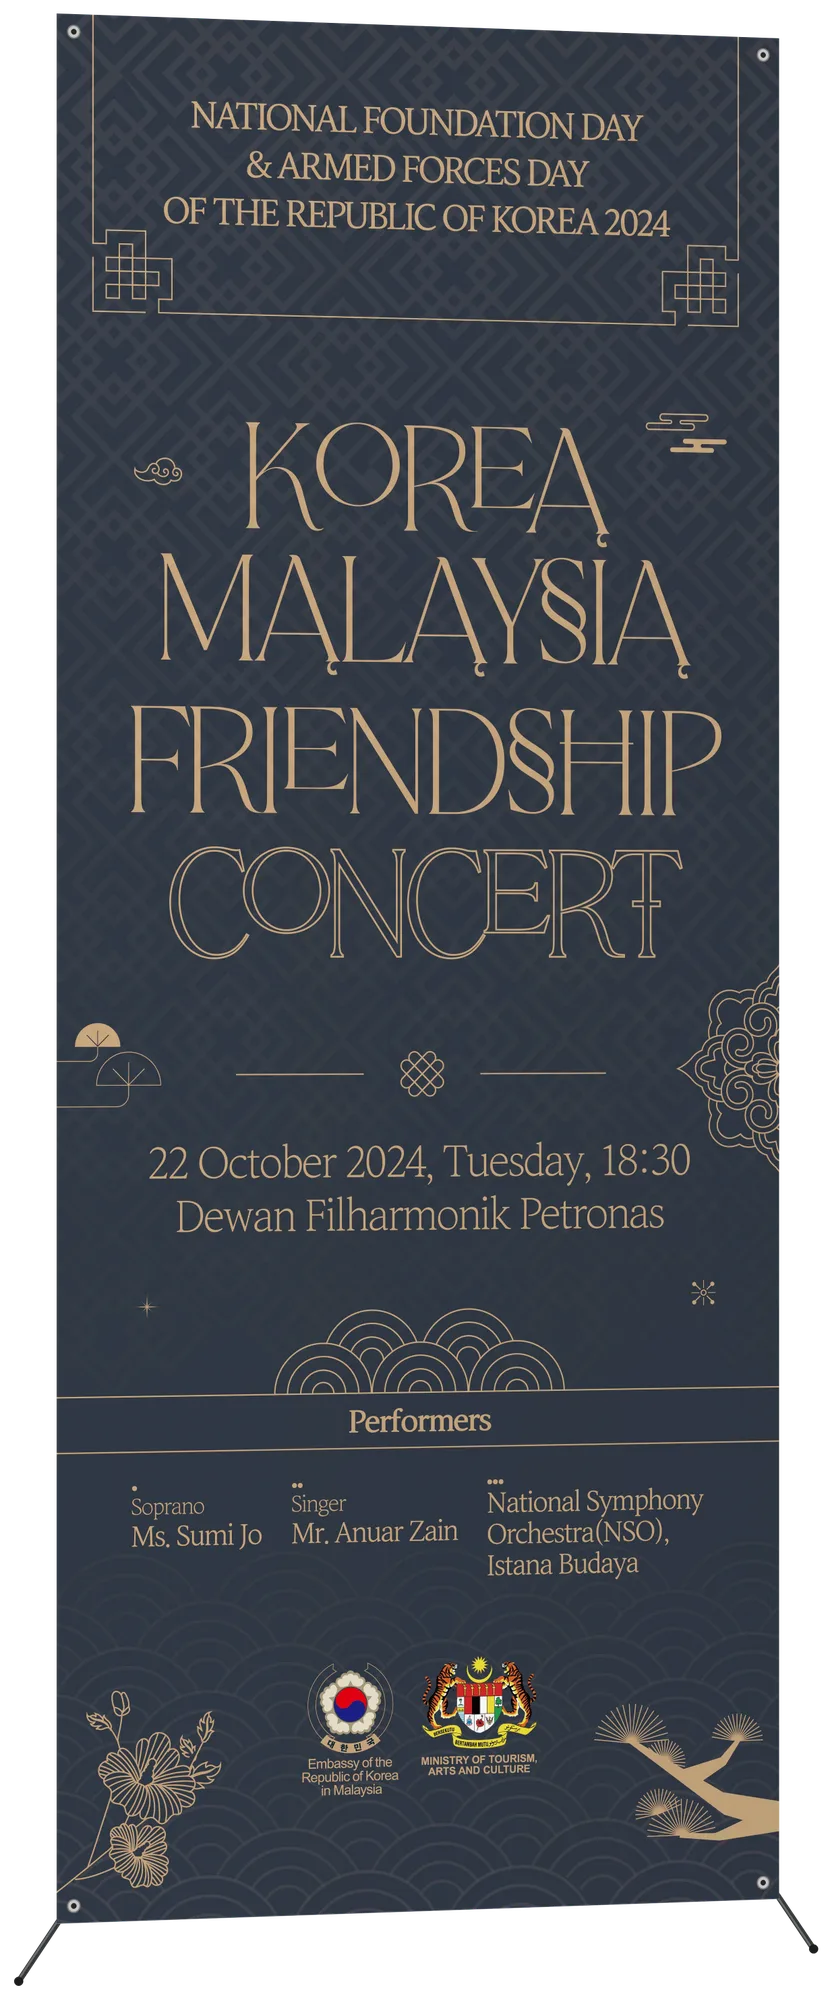 NATIONAL FOUNDATION DAY
& ARMED FORCES DAY
OF THE REPUBLIC OF KOREA 2024
KOREA
MALAYSIA
FRIENDSHIP
CONCERT
22 October 2024, Tuesday, 18:30
Dewan Filharmonik Petronas
Performers
Soprano
Ms. Sumi Jo
Singer
Mr. Anuar Zain
National Symphony
Orchestra(NSO),
Istana Budaya
대한민국
Embassy of the
Republic of Korea
in Malaysia
BERSEKUTU
BERTAMBAH MUTU
MINISTRY OF TOURISM,
ARTS AND CULTURE